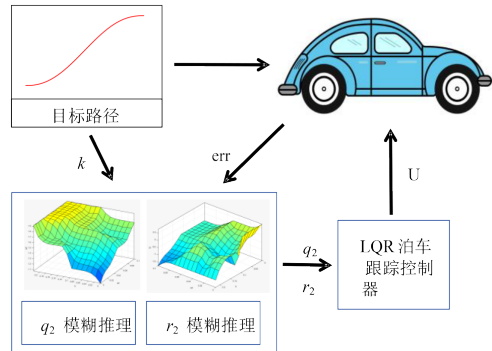 目标路径
k
err
U
q₂ 模糊推理
r₂ 模糊推理
q₂
r₂
LQR 泊车
跟踪控制
器